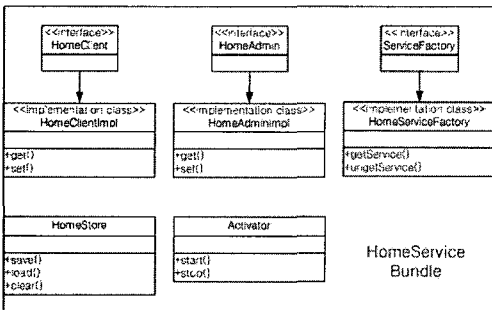 <<interface>>
HomeClient
<<interface>>
HomeAdmin
<<interface>>
ServiceFactory
<<implementation class>>
HomeClientImpl
+get()
+set()
<<implementation class>>
HomeAdminImpl
+get()
+set()
<<implementation class>>
HomeServiceFactory
+getService()
+ungetService()
HomeStore
+save()
+load()
+clear()
Activator
+start()
+stop()
HomeService
Bundle